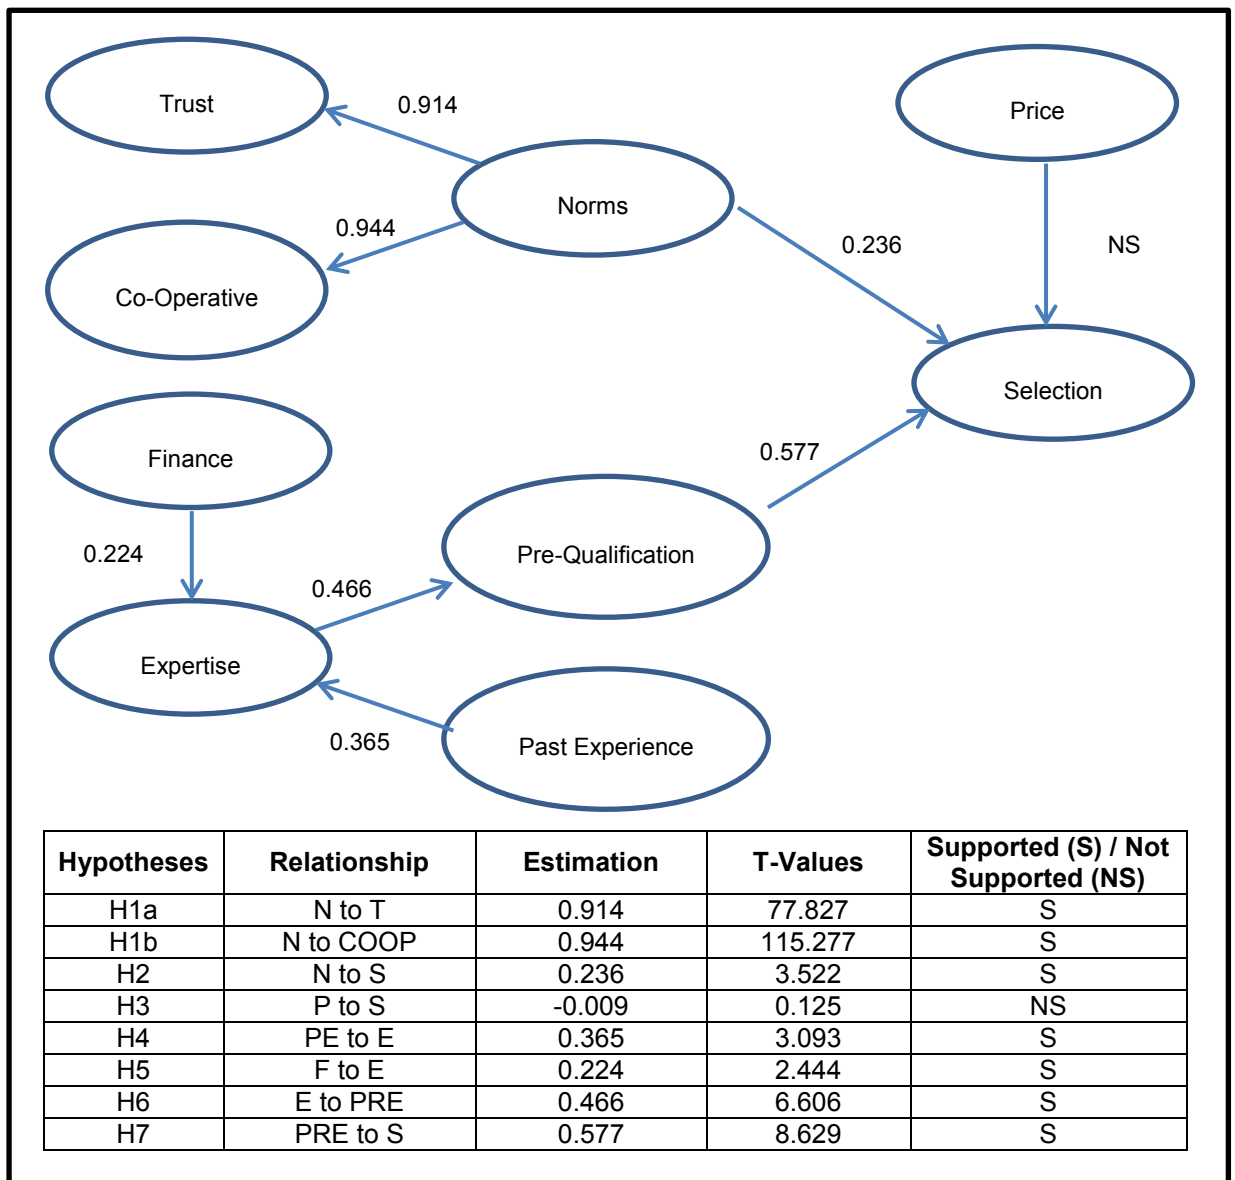 Trust
0.914
Price
Norms
0.944
0.236
NS
Co-Operative
Selection
Finance
0.577
0.224
Pre-Qualification
0.466
Expertise
0.365
Past Experience
Hypotheses Relationship Estimation T-Values Supported (S) / Not
Supported (NS)
H1a N to T 0.914 77.827 S
H1b N to COOP 0.944 115.277 S
H2 N to S 0.236 3.522 S
H3 P to S -0.009 0.125 NS
H4 PE to E 0.365 3.093 S
H5 F to E 0.224 2.444 S
H6 E to PRE 0.466 6.606 S
H7 PRE to S 0.577 8.629 S